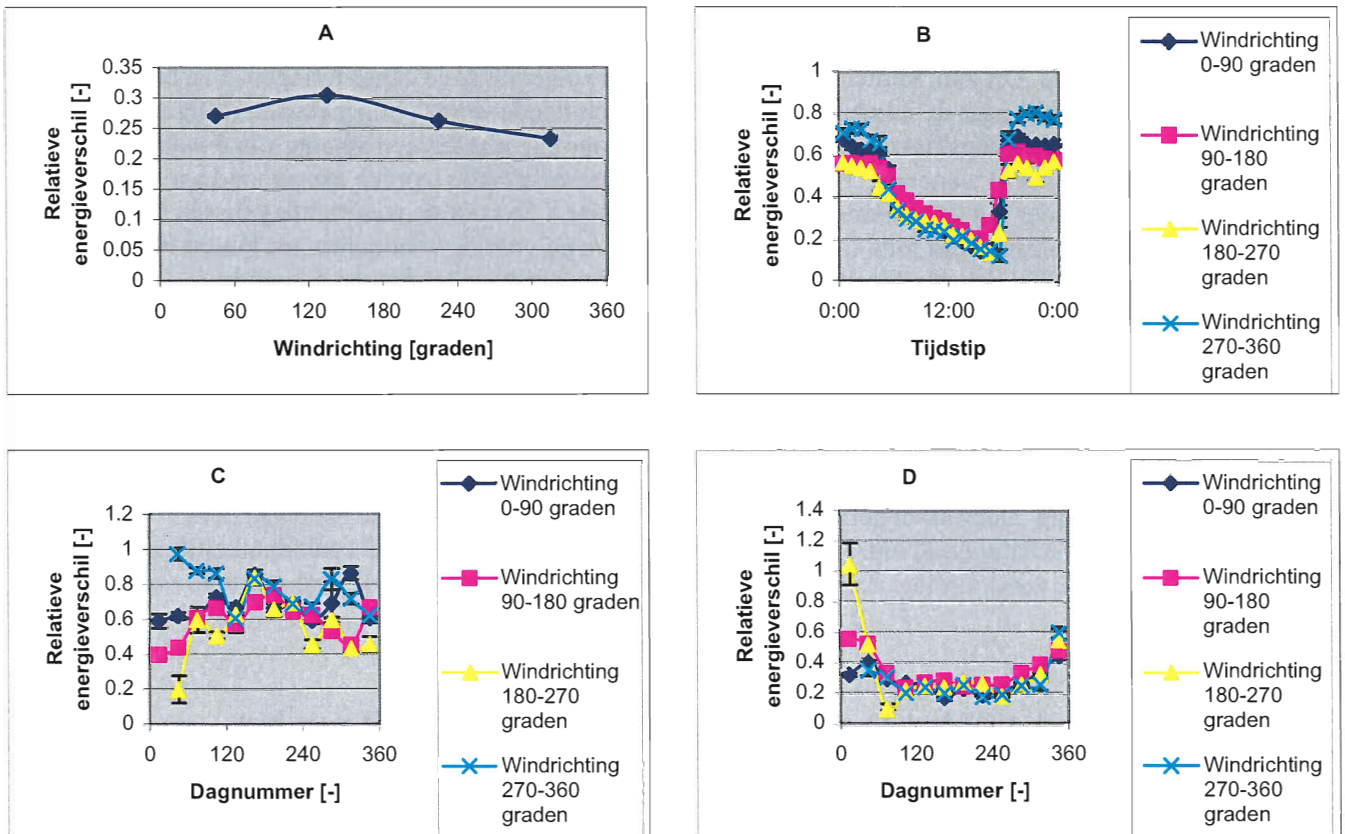 A
Relatieve
energieverschil [-]
0.35
0.3
0.25
0.2
0.15
0.1
0.05
0
0 60 120 180 240 300 360
Windrichting [graden]
B
Relatieve
energieverschil [-]
1
0.8
0.6
0.4
0.2
0
0:00 12:00 0:00
Tijdstip
Windrichting
0-90 graden
Windrichting
90-180
graden
Windrichting
180-270
graden
Windrichting
270-360
graden
C
Relatieve
energieverschil [-]
1.2
1
0.8
0.6
0.4
0.2
0
0 120 240 360
Dagnummer [-]
Windrichting
0-90 graden
Windrichting
90-180 graden
Windrichting
180-270
graden
Windrichting
270-360
graden
D
Relatieve
energieverschil [-]
1.4
1.2
1
0.8
0.6
0.4
0.2
0
0 120 240 360
Dagnummer [-]
Windrichting
0-90 graden
Windrichting
90-180
graden
Windrichting
180-270
graden
Windrichting
270-360
graden